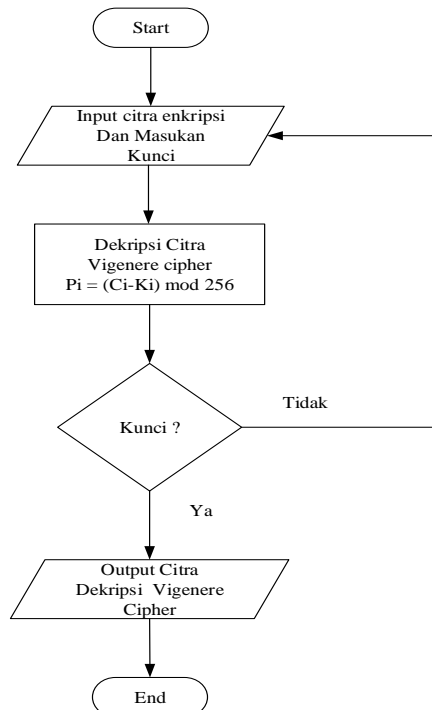 Start
Input citra enkripsi
Dan Masukan
Kunci
Dekripsi Citra
Vigenere cipher
Pi = (Ci-Ki) mod 256
Kunci ?
Tidak
Ya
Output Citra
Dekripsi Vigenere
Cipher
End